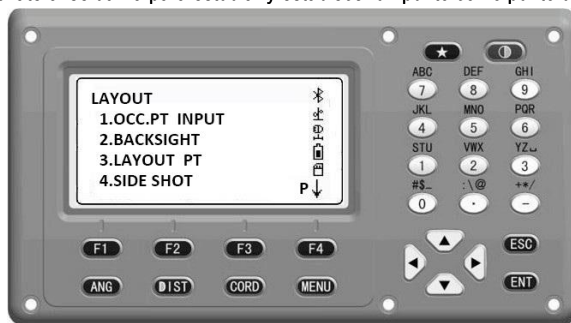 LAYOUT
1.OCC.PT INPUT
2.BACKSIGHT
3.LAYOUT PT
4.SIDE SHOT
P↓
F1 F2 F3 F4
ANG DIST CORD MENU
ABC DEF GHI
7 8 9
JKL MNO PQR
4 5 6
STU VWX YZ␣
1 2 3
#$_ :\@ +*/
0 . -
ESC
ENT